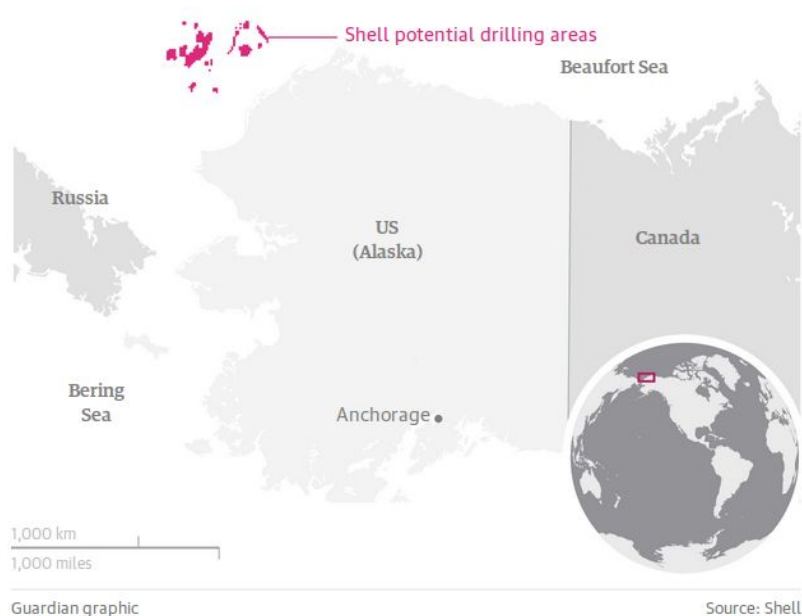 Shell potential drilling areas
Beaufort Sea
Russia
US
(Alaska)
Canada
Bering
Sea
Anchorage
1,000 km
1,000 miles
Guardian graphic
Source: Shell